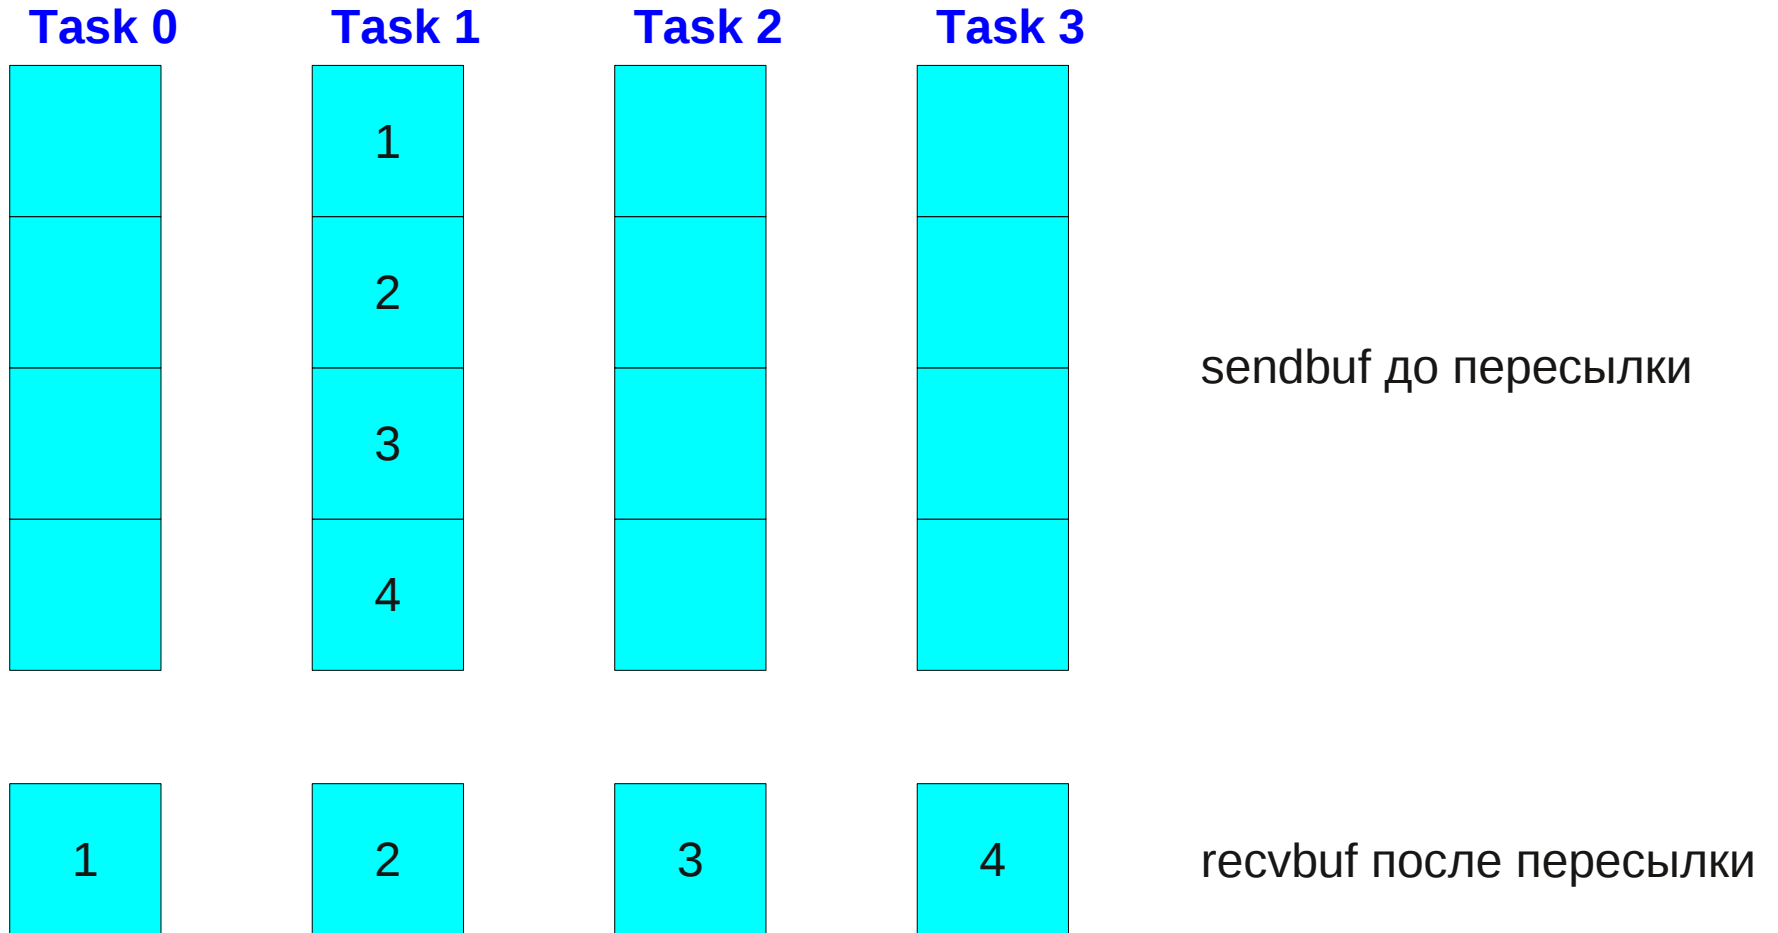 Task 0 Task 1 Task 2 Task 3
1
2
sendbuf до пересылки
3
4
1 2 3 4 recvbuf после пересылки